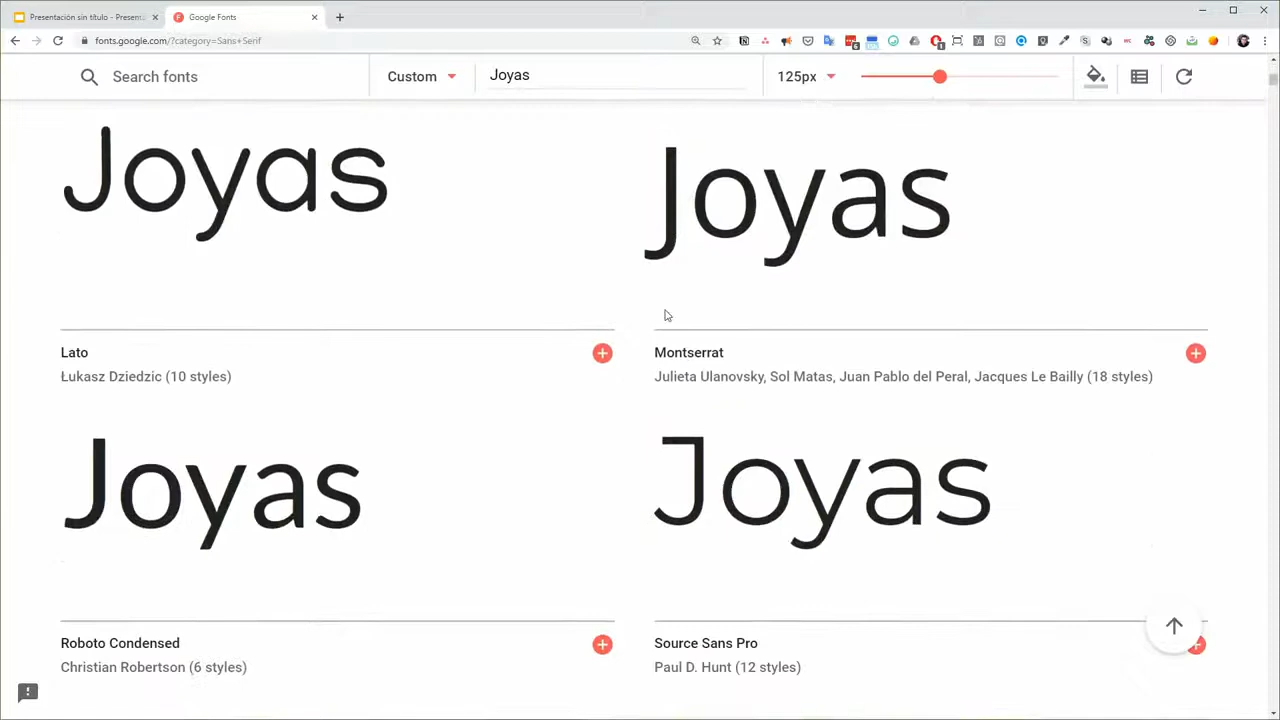 Presentación sin título - Present
Google Fonts
fonts.google.com/?category=Sans+Serif
Search fonts
Custom
Joyas
125px
Joyas
Joyas
Lato
Łukasz Dziedzic (10 styles)
Montserrat
Julieta Ulanovsky, Sol Matas, Juan Pablo del Peral, Jacques Le Bailly (18 styles)
Joyas
Joyas
Roboto Condensed
Christian Robertson (6 styles)
Source Sans Pro
Paul D. Hunt (12 styles)